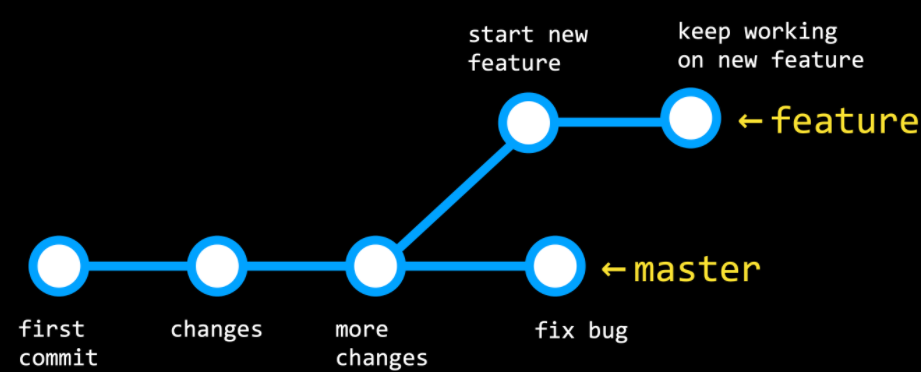 start new
feature
keep working
on new feature
←feature
←master
first
commit
changes
more
changes
fix bug